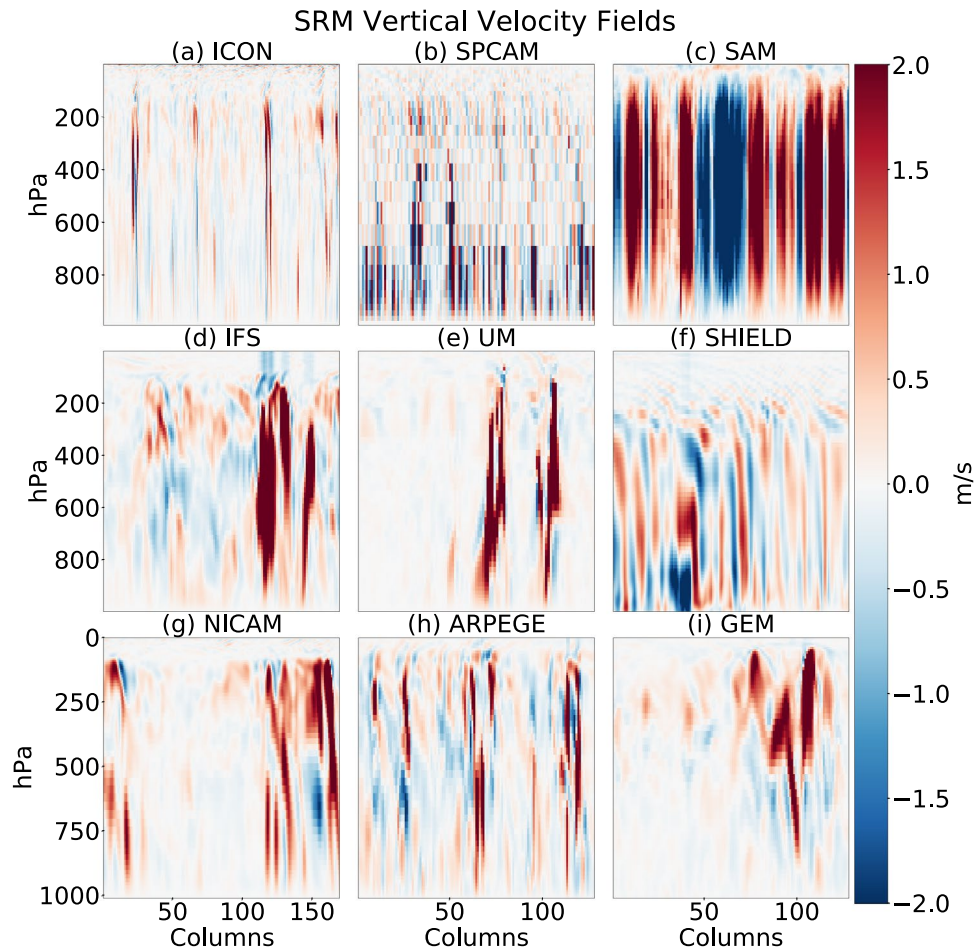 SRM Vertical Velocity Fields
(a) ICON (b) SPCAM (c) SAM
200
400
600
800
hPa
(d) IFS (e) UM (f) SHIELD
200
400
600
800
hPa
(g) NICAM (h) ARPEGE (i) GEM
0
250
500
750
1000
hPa
50 100 150 100 50 100
Columns Columns Columns
2.0
1.5
1.0
0.5
0.0
−0.5
−1.0
−1.5
−2.0
m/s